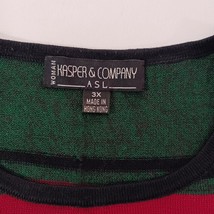 WOMAN
KASPER & COMPANY
A.S.L.
3X
MADE IN
HONG KONG